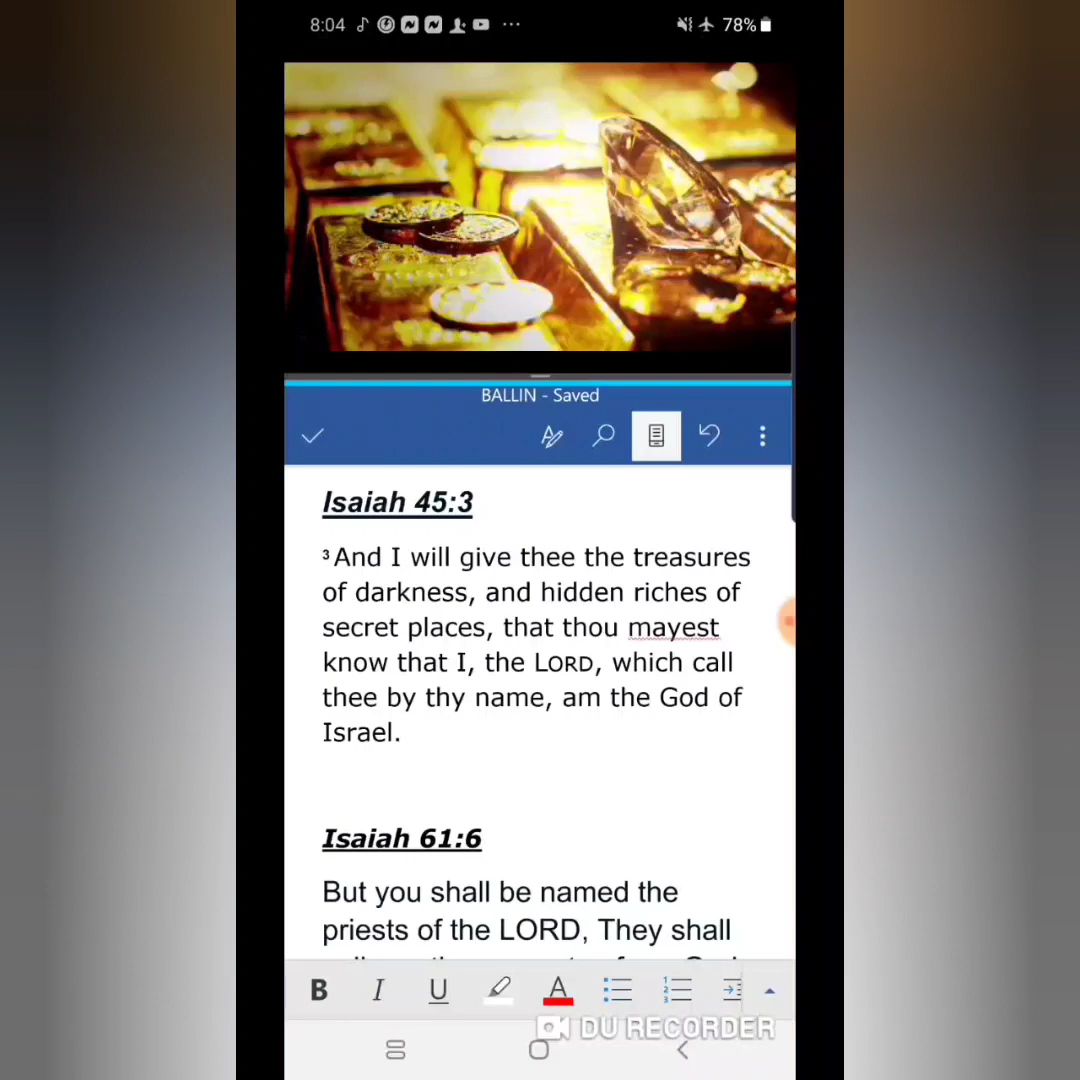 8:04
78%
BALLIN - Saved
Isaiah 45:3
3 And I will give thee the treasures
of darkness, and hidden riches of
secret places, that thou mayest
know that I, the LORD, which call
thee by thy name, am the God of
Israel.
Isaiah 61:6
But you shall be named the
priests of the LORD, They shall
B I U A
DU RECORDER